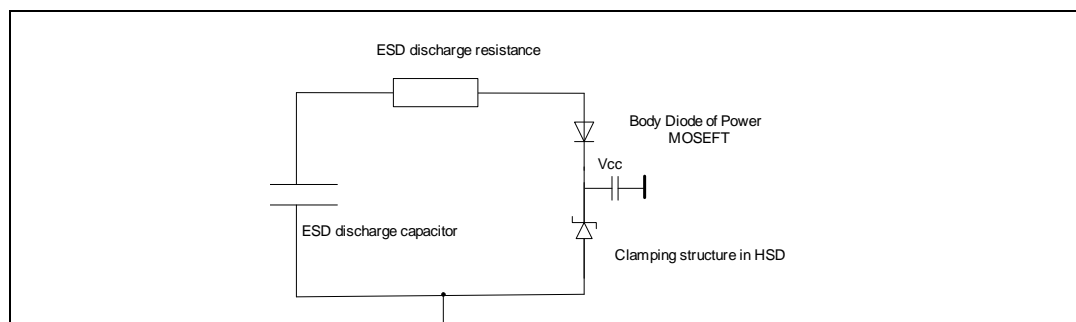 ESD discharge resistance
Body Diode of Power
MOSEFT
Vcc
ESD discharge capacitor
Clamping structure in HSD